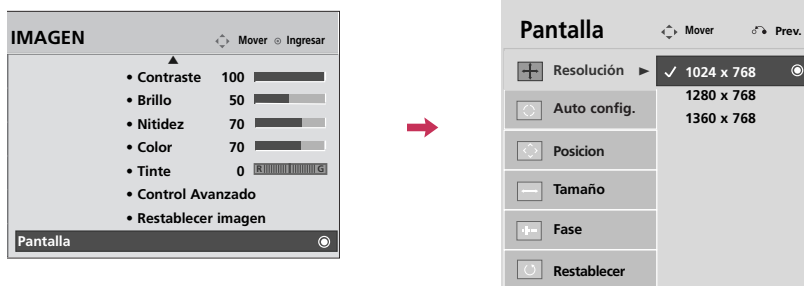 IMAGEN
Mover Ingresar
• Contraste 100
• Brillo 50
• Nitidez 70
• Color 70
• Tinte 0 R G
• Control Avanzado
• Restablecer imagen
Pantalla
Pantalla
Mover Prev.
Resolución
1024 x 768
1280 x 768
1360 x 768
Auto config.
Posicion
Tamaño
Fase
Restablecer